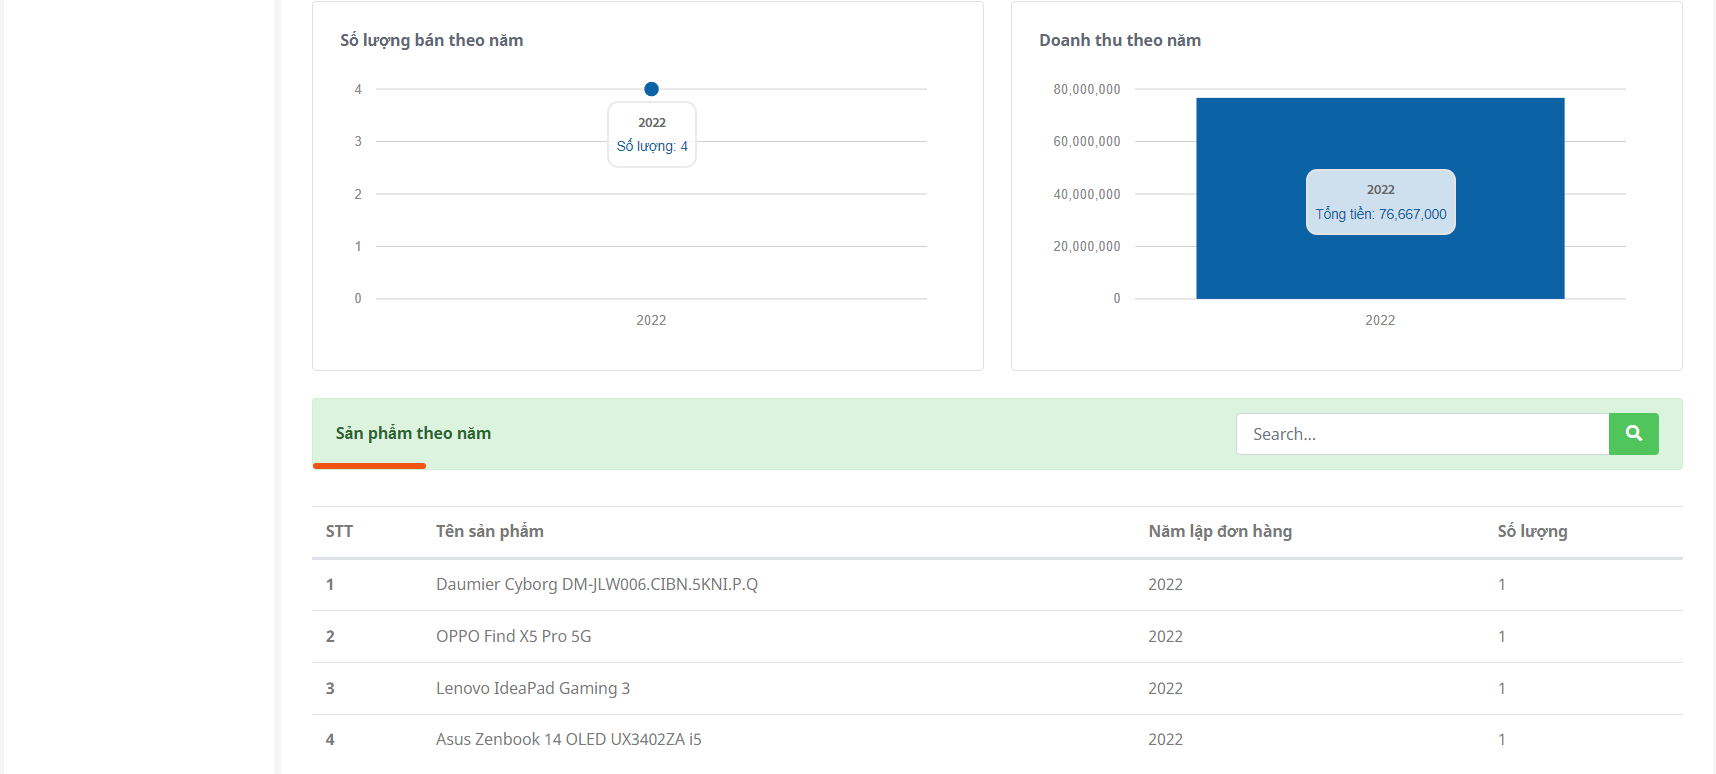 Số lượng bán theo năm
4
3
2
1
0
2022
Số lượng: 4
2022
Doanh thu theo năm
80,000,000
60,000,000
40,000,000
20,000,000
0
2022
Tổng tiền: 76,667,000
2022
Sản phẩm theo năm
Search...
STT Tên sản phẩm Năm lập đơn hàng Số lượng
1 Daumier Cyborg DM-JLW006.CIBN.5KNI.P.Q 2022 1
2 OPPO Find X5 Pro 5G 2022 1
3 Lenovo IdeaPad Gaming 3 2022 1
4 Asus Zenbook 14 OLED UX3402ZA i5 2022 1